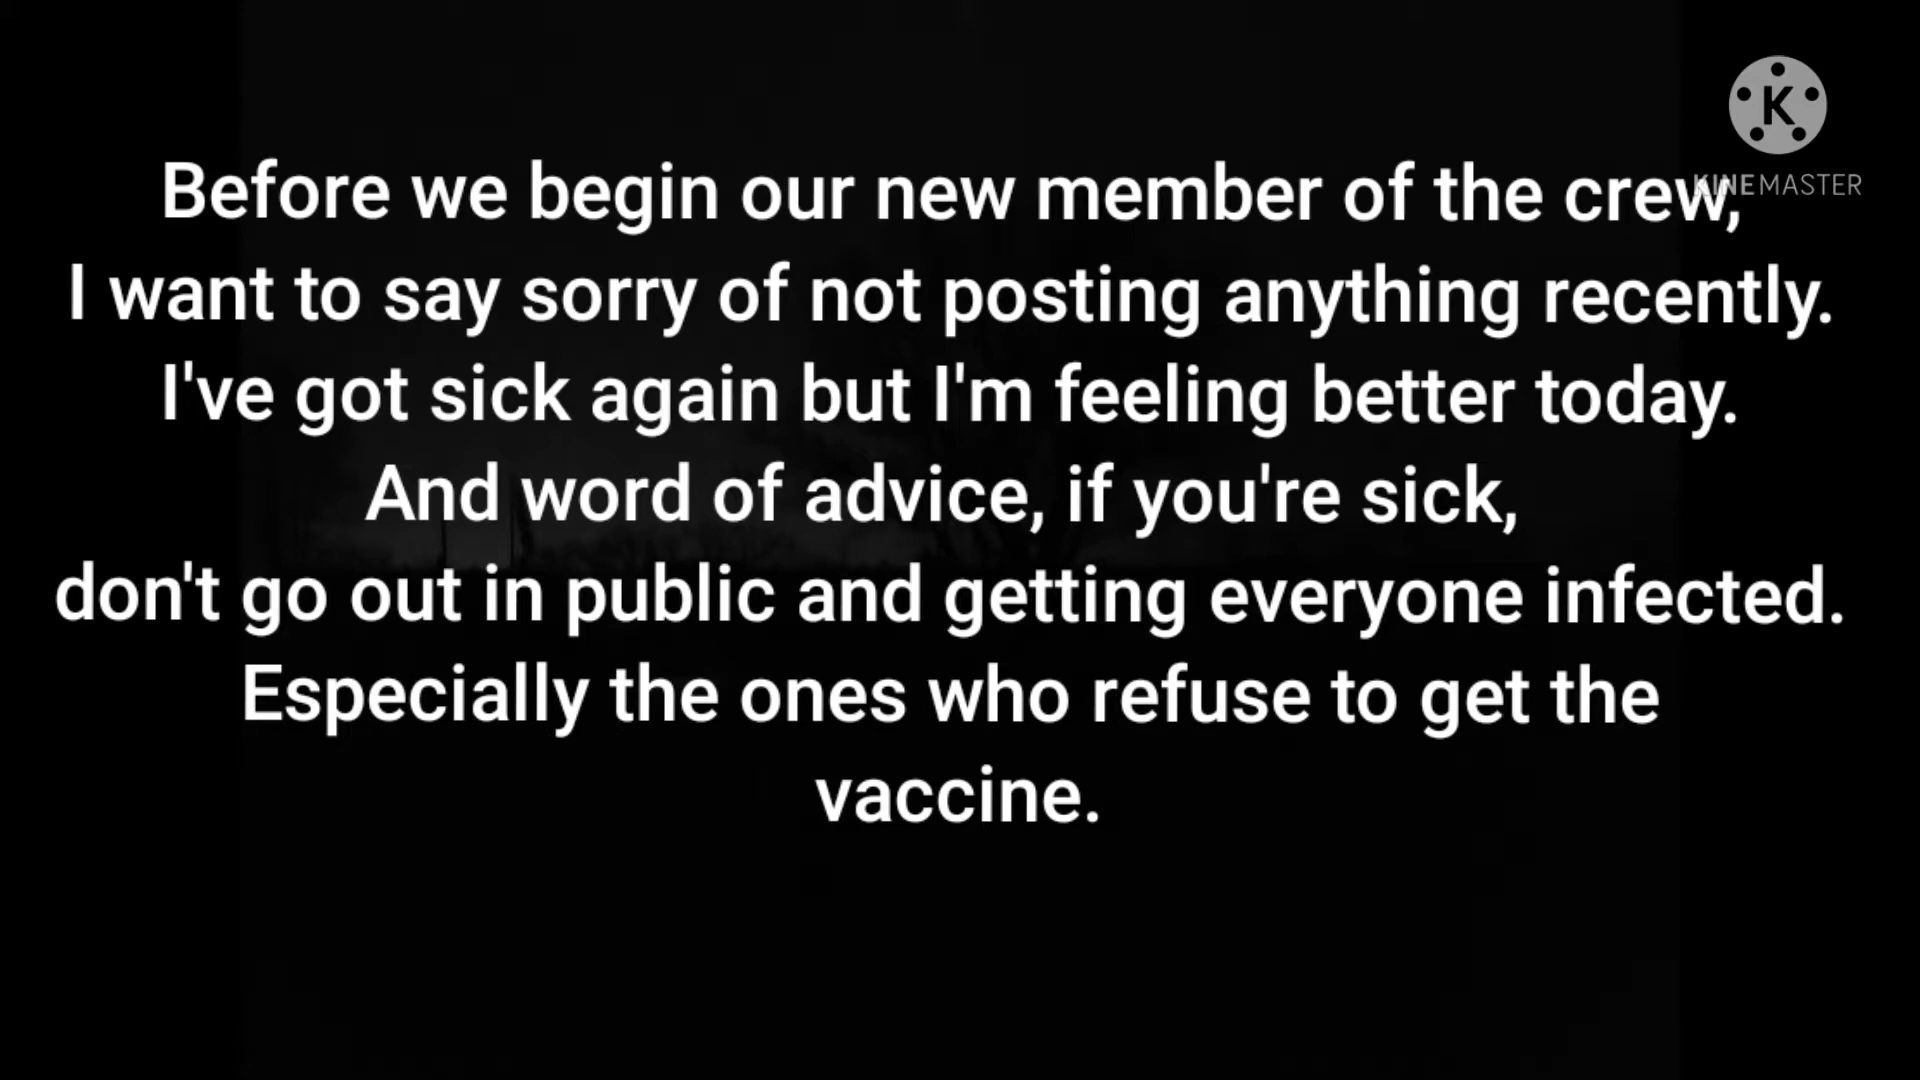 K
KINEMASTER
Before we begin our new member of the crew,
I want to say sorry of not posting anything recently.
I've got sick again but I'm feeling better today.
And word of advice, if you're sick,
don't go out in public and getting everyone infected.
Especially the ones who refuse to get the
vaccine.